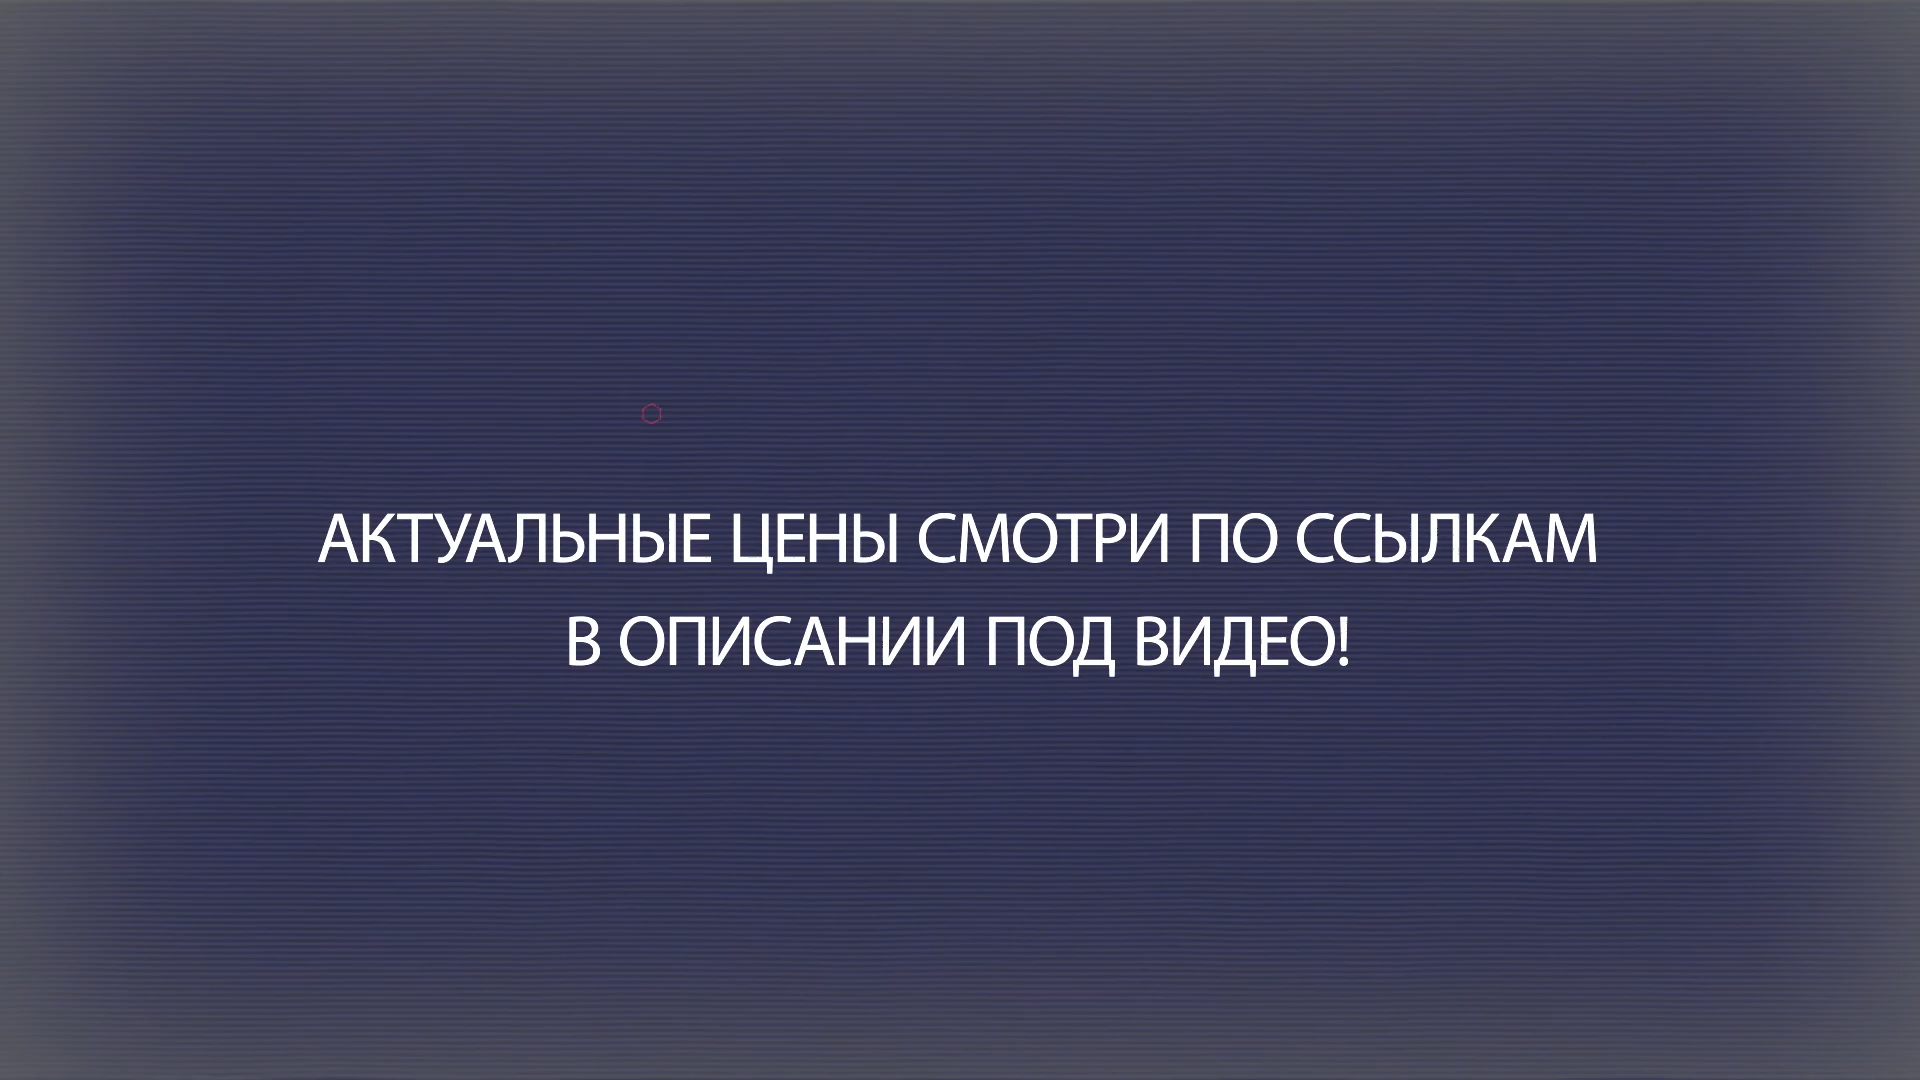 АКТУАЛЬНЫЕ ЦЕНЫ СМОТРИ ПО ССЫЛКАМ
В ОПИСАНИИ ПОД ВИДЕО!